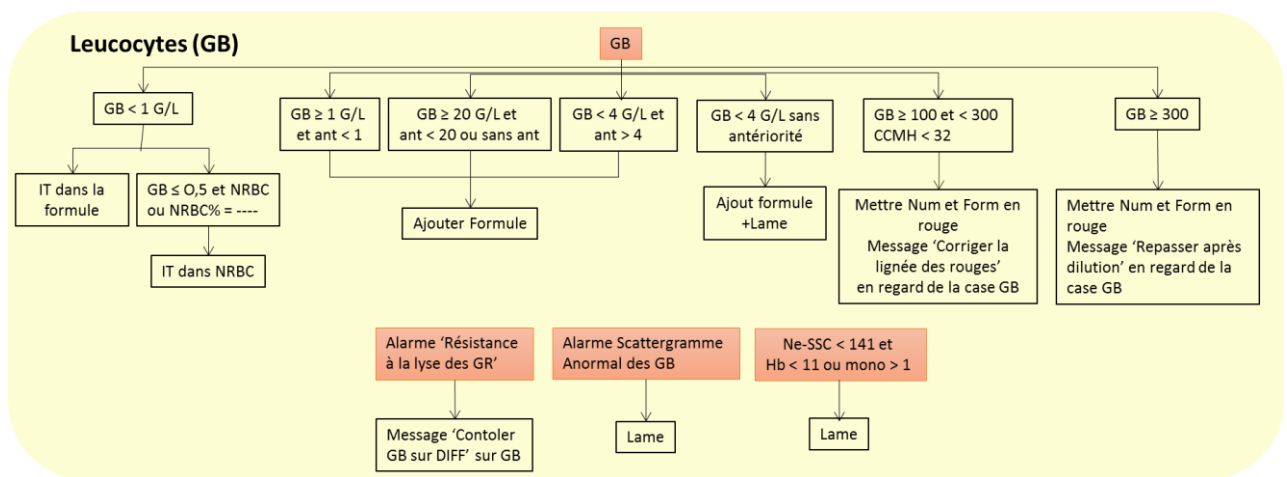 Leucocytes (GB)
GB
GB < 1 G/L
GB ≥ 1 G/L
et ant < 1
GB ≥ 20 G/L et
ant < 20 ou sans ant
GB < 4 G/L et
ant > 4
GB < 4 G/L sans
antériorité
GB ≥ 100 et < 300
CCMH < 32
GB ≥ 300
IT dans la
formule
GB ≤ O,5 et NRBC
ou NRBC% = ----
IT dans NRBC
Ajouter Formule
Ajout formule
+Lame
Mettre Num et Form en
rouge
Message ‘Corriger la
lignée des rouges’
en regard de la case GB
Mettre Num et Form en
rouge
Message ‘Repasser après
dilution’ en regard de la
case GB
Alarme ‘Résistance
à la lyse des GR’
Alarme Scattergramme
Anormal des GB
Ne-SSC < 141 et
Hb < 11 ou mono > 1
Message ‘Contoler
GB sur DIFF’ sur GB
Lame
Lame